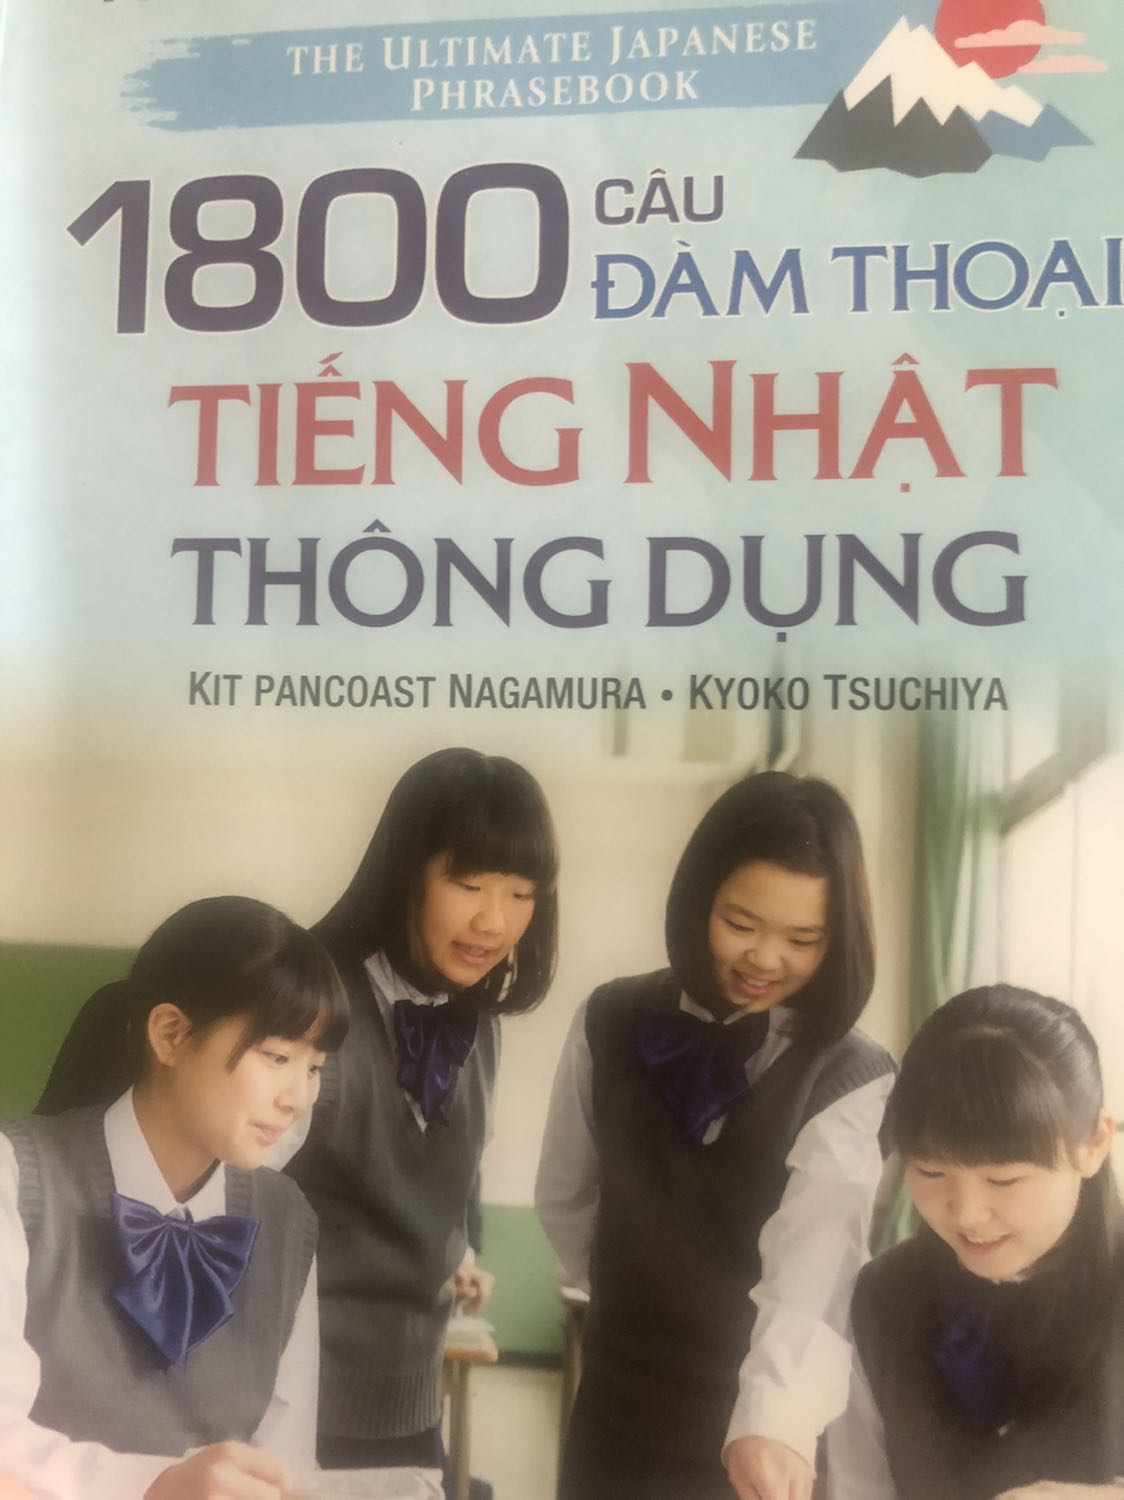 THE ULTIMATE JAPANESE
PHRASEBOOK
1800 CÂU
ĐÀM THOẠI
TIẾNG NHẬT
THÔNG DỤNG
KIT PANCOAST NAGAMURA • KYOKO TSUCHIYA